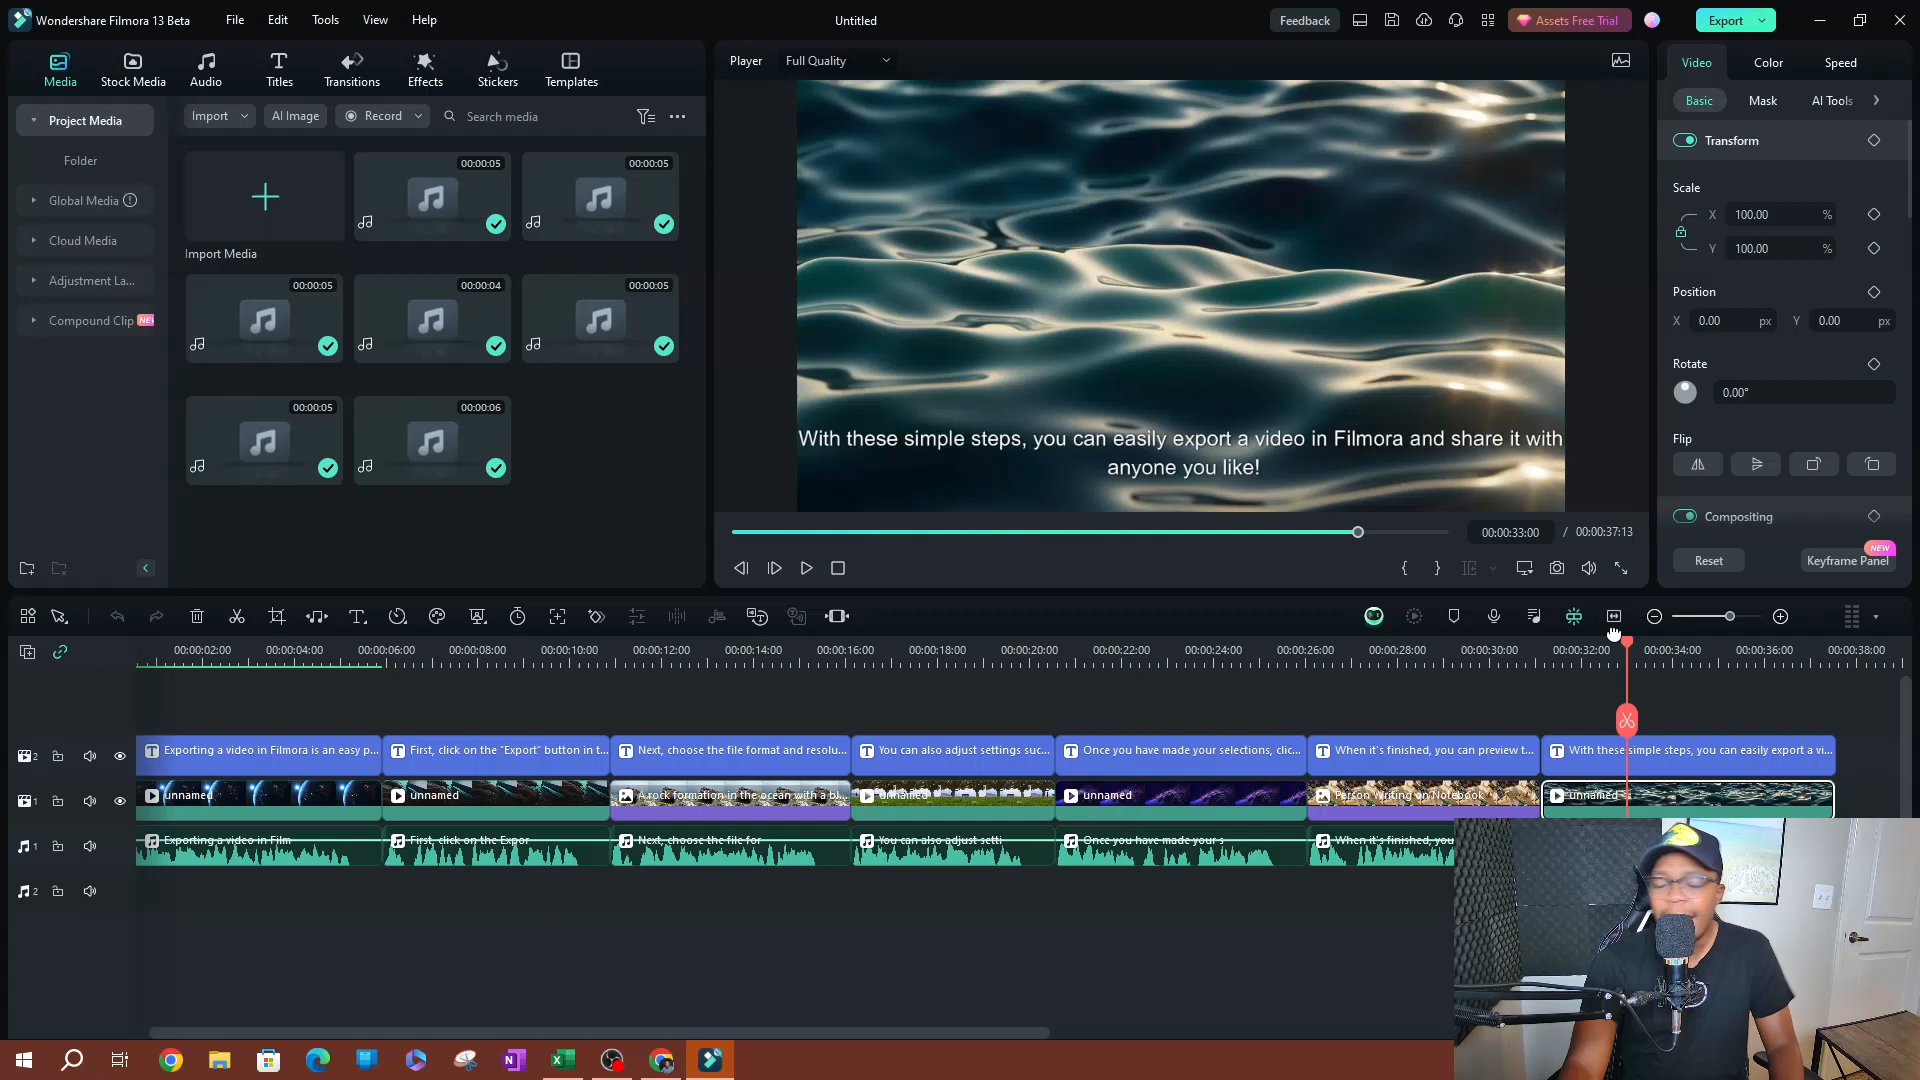 Wondershare Filmora 13 Beta
File
Edit
Tools
View
Help
Untitled
Feedback
Assets Free Trial
Export
Media
Stock Media
Audio
Titles
Transitions
Effects
Stickers
Templates
Player
Full Quality
Video
Color
Speed
Basic
Mask
AI Tools
Project Media
Folder
Global Media
Cloud Media
Adjustment La...
Compound Clip
Import
AI Image
Record
Search media
Import Media
00:00:05
00:00:05
00:00:05
00:00:04
00:00:05
00:00:05
00:00:06
With these simple steps, you can easily export a video in Filmora and share it with
anyone you like!
00:00:33:00 / 00:00:37:13
Transform
Scale
X 100.00 %
Y 100.00 %
Position
X 0.00 px Y 0.00 px
Rotate
0.00°
Flip
Compositing
NEW
Reset
Keyframe Panel
00:00:02:00 00:00:04:00 00:00:06:00 00:00:08:00 00:00:10:00 00:00:12:00 00:00:14:00 00:00:16:00 00:00:18:00 00:00:20:00 00:00:22:00 00:00:24:00 00:00:26:00 00:00:28:00 00:00:30:00 00:00:32:00 00:00:34:00 00:00:36:00 00:00:38:00
2
Exporting a video in Filmora is an easy p...
First, click on the "Export" button in t...
Next, choose the file format and resolu...
You can also adjust settings suc...
Once you have made your selections, clic...
When it's finished, you can preview t...
With these simple steps, you can easily export a vi...
1
unnamed
unnamed
A rock formation in the ocean with a bl...
unnamed
unnamed
Person Writing on Notebook
unnamed
1
Exporting a video in Film
First, click on the Expor
Next, choose the file for
You can also adjust setti
Once you have made your s
When it's finished, you
2